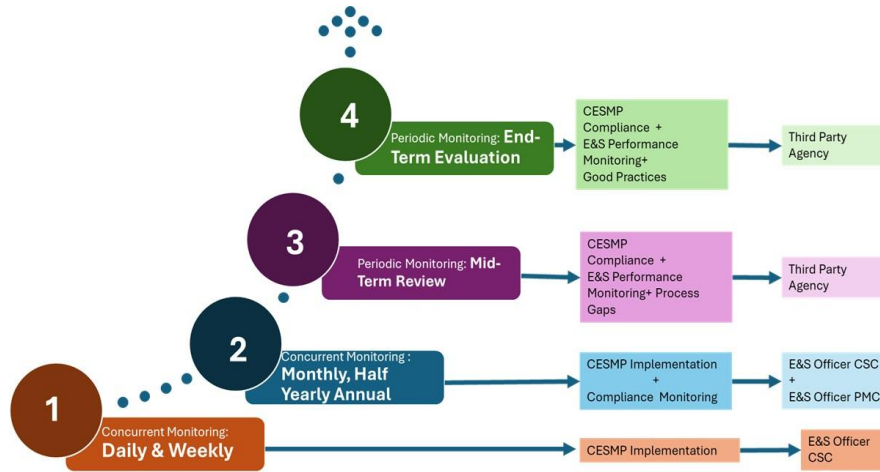 4
Periodic Monitoring: End-
Term Evaluation
CESMP
Compliance +
E&S Performance
Monitoring+
Good Practices
Third Party
Agency
3
Periodic Monitoring: Mid-
Term Review
CESMP
Compliance +
E&S Performance
Monitoring+ Process
Gaps
Third Party
Agency
2
Concurrent Monitoring :
Monthly, Half
Yearly Annual
CESMP Implementation
+
Compliance Monitoring
E&S Officer CSC
+
E&S Officer PMC
1
Concurrent Monitoring:
Daily & Weekly
CESMP Implementation
E&S Officer
CSC